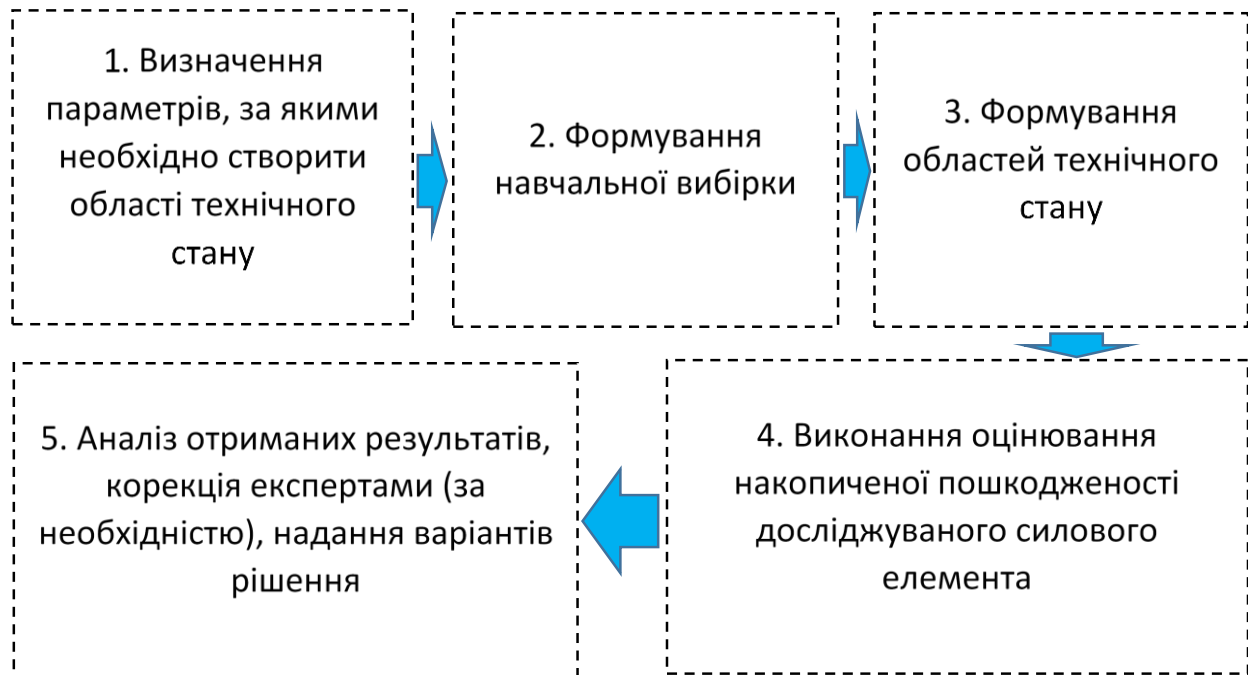 1. Визначення
параметрів, за якими
необхідно створити
області технічного
стану
2. Формування
навчальної вибірки
3. Формування
областей технічного
стану
4. Виконання оцінювання
накопиченої пошкодженості
досліджуваного силового
елемента
5. Аналіз отриманих результатів,
корекція експертами (за
необхідністю), надання варіантів
рішення